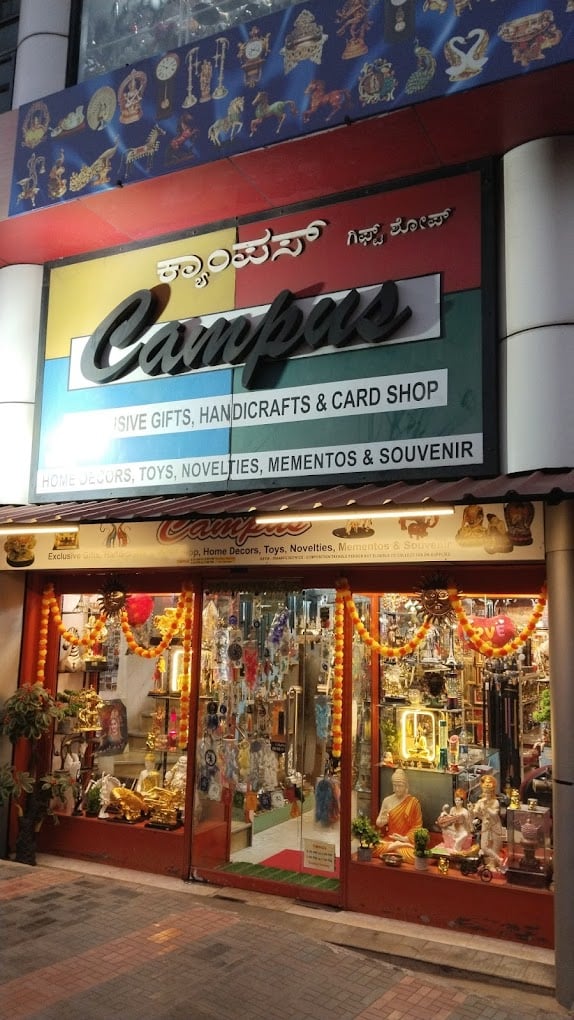 ಕ್ಯಾಂಪಸ್ ಗಿಫ್ಟ್ ಶೋಪ್
Campus
USIVE GIFTS, HANDICRAFTS & CARD SHOP
HOME DECORS, TOYS, NOVELTIES, MEMENTOS & SOUVENIR
Campus
Exclusive Gifts, Home Decors, Toys, Novelties, Mementos & Souvenir
LOVE